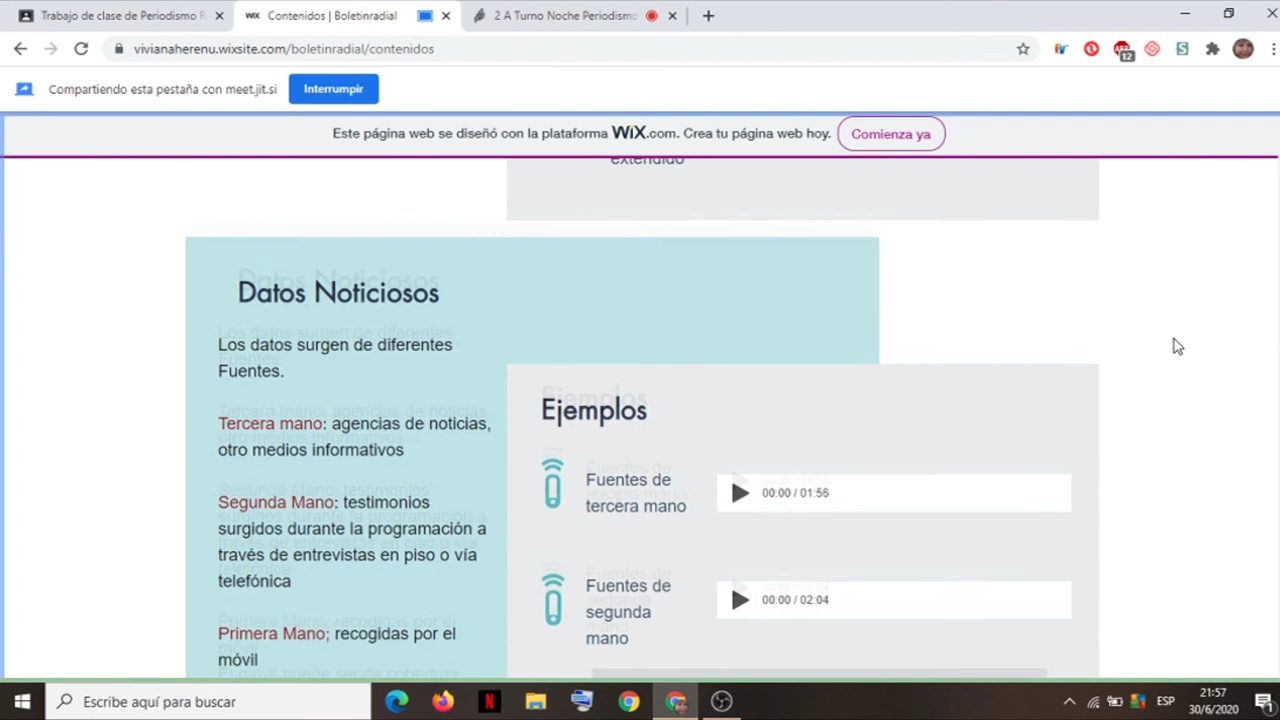 Trabajo de clase de Periodismo R
Contenidos | Boletinradial
2 A Turno Noche Periodismo
vivianaherenu.wixsite.com/boletinradial/contenidos
12
Compartiendo esta pestaña con meet.jit.si
Interrumpir
Este página web se diseñó con la plataforma WiX.com. Crea tu página web hoy.
Comienza ya
extendido
Datos Noticiosos
Los datos surgen de diferentes
Fuentes.
Tercera mano: agencias de noticias,
otro medios informativos
Segunda Mano: testimonios
surgidos durante la programación a
través de entrevistas en piso o vía
telefónica
Primera Mano; recogidas por el
móvil
Ejemplos
Fuentes de
tercera mano
00:00 / 01:56
Fuentes de
segunda
mano
00:00 / 02:04
Escribe aquí para buscar
ESP
21:57
30/6/2020